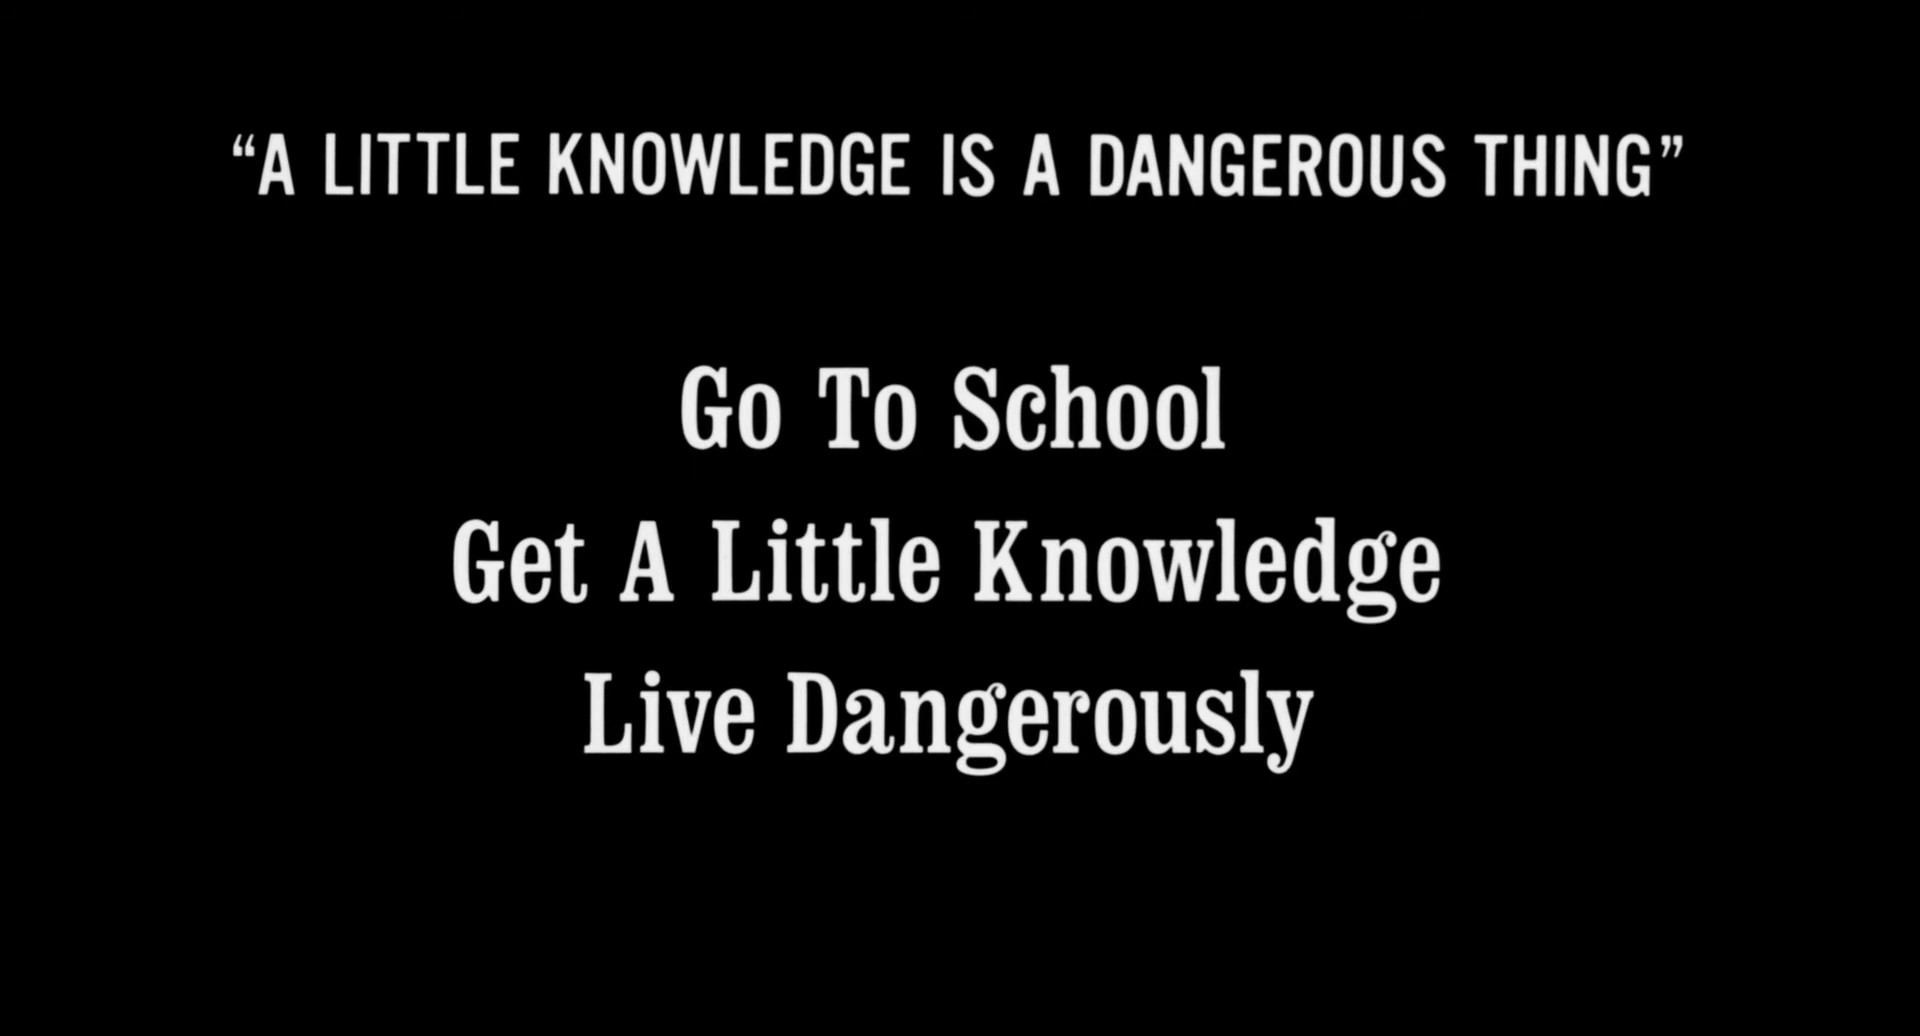 “A LITTLE KNOWLEDGE IS A DANGEROUS THING”
Go To School
Get A Little Knowledge
Live Dangerously